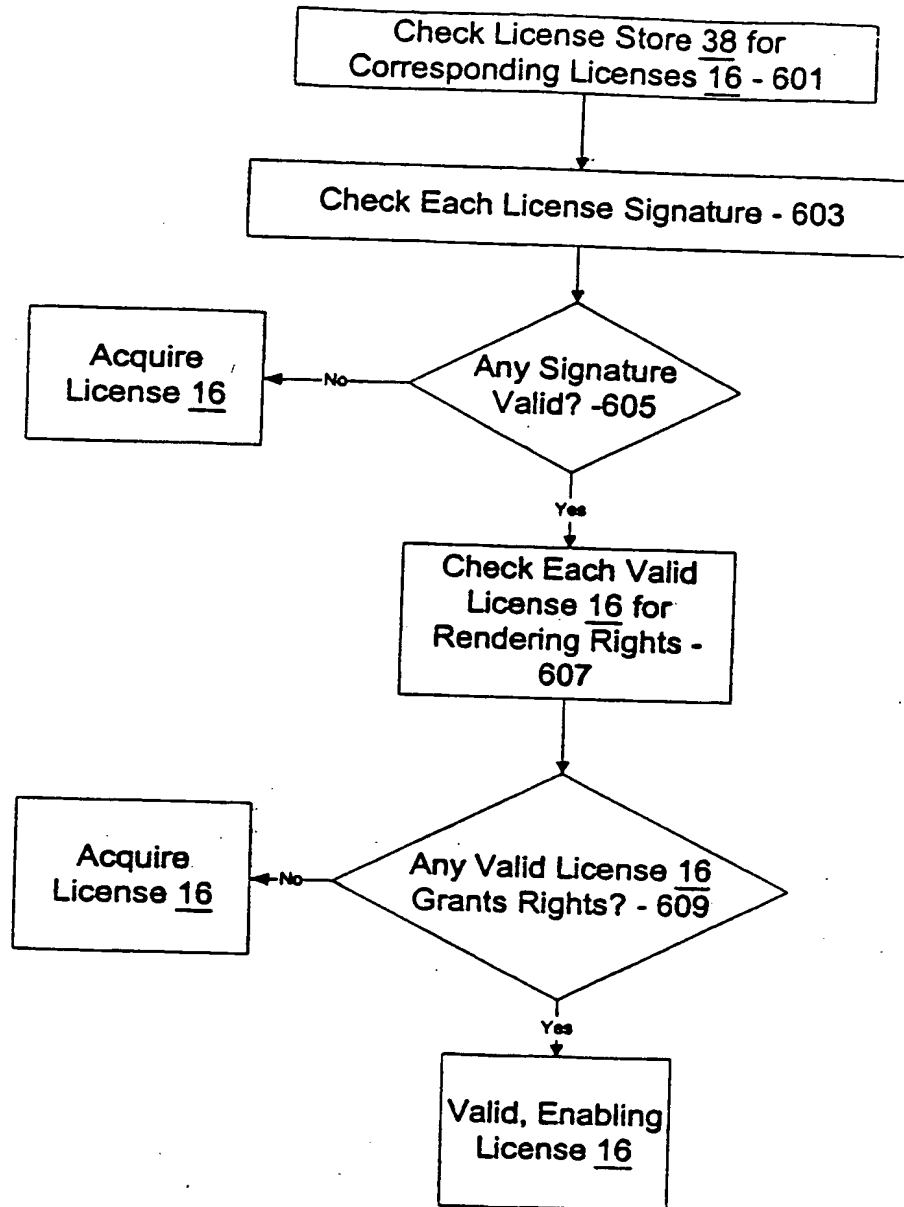 Check License Store 38 for
Corresponding Licenses 16 - 601
Check Each License Signature - 603
Acquire
License 16
No
Any Signature
Valid? -605
Yes
Check Each Valid
License 16 for
Rendering Rights -
607
Acquire
License 16
No
Any Valid License 16
Grants Rights? - 609
Yes
Valid, Enabling
License 16